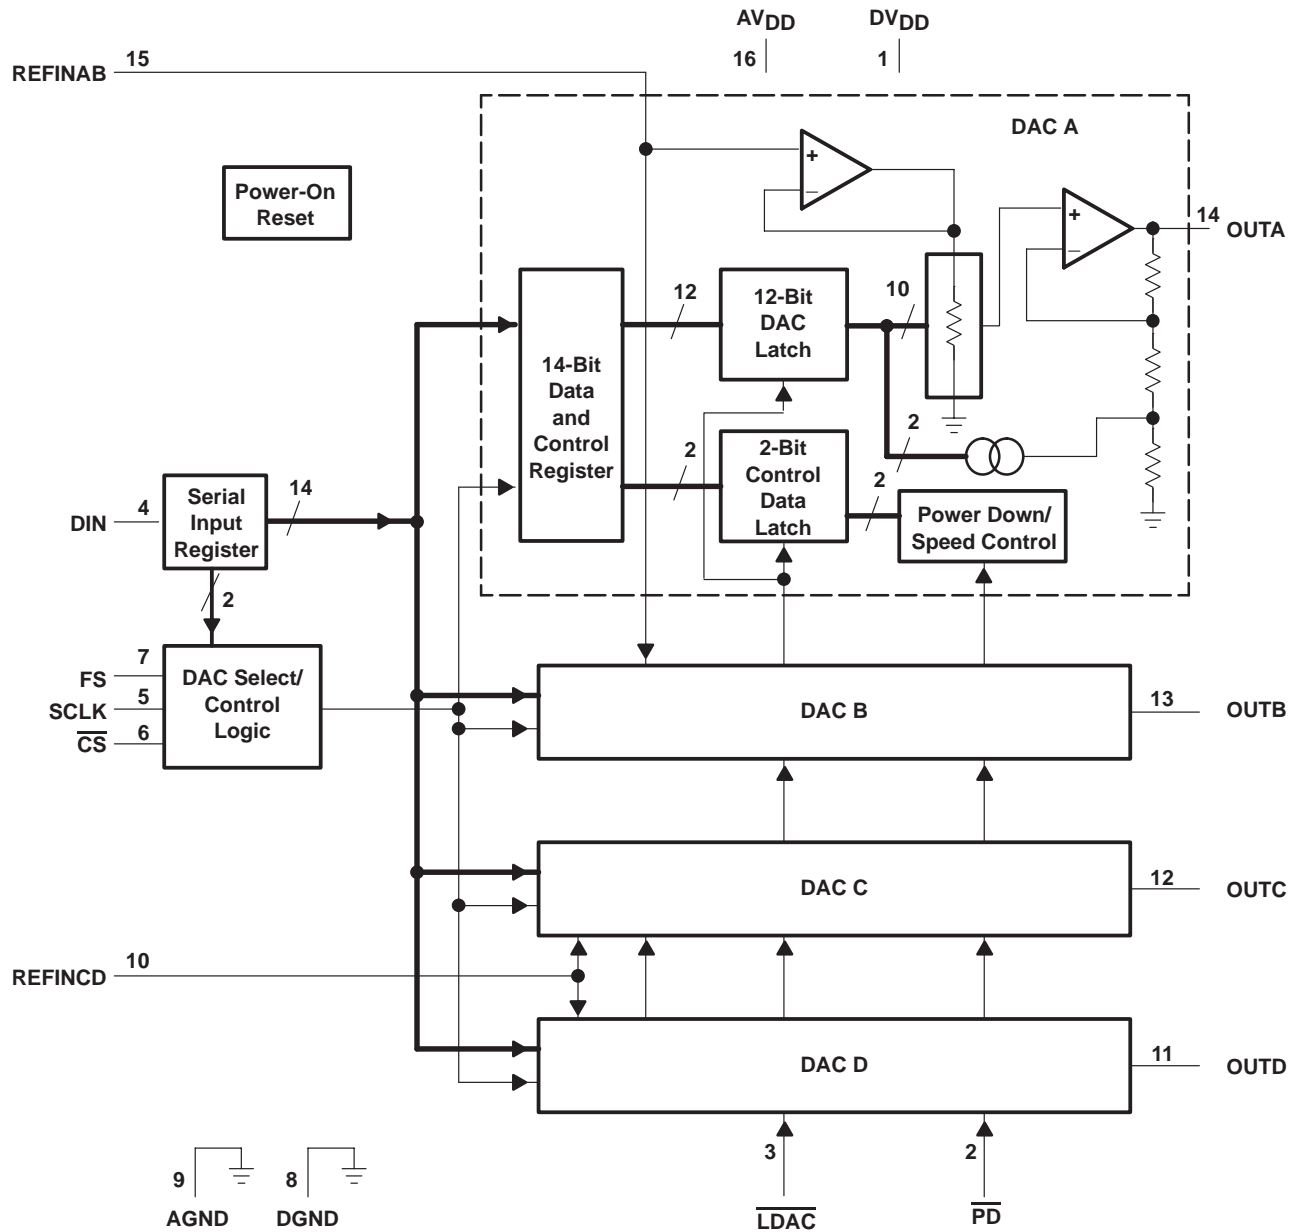 AVDD
DVDD
16
1
REFINAB
15
DAC A
Power-On
Reset
+
−
+
−
14
OUTA
12
12-Bit
DAC
Latch
10
14-Bit
Data
and
Control
Register
2
2-Bit
Control
Data
Latch
2
2
Power Down/
Speed Control
DIN
4
Serial
Input
Register
14
2
FS
7
SCLK
5
CS
6
DAC Select/
Control
Logic
DAC B
13
OUTB
DAC C
12
OUTC
REFINCD
10
DAC D
11
OUTD
9
AGND
8
DGND
3
LDAC
2
PD